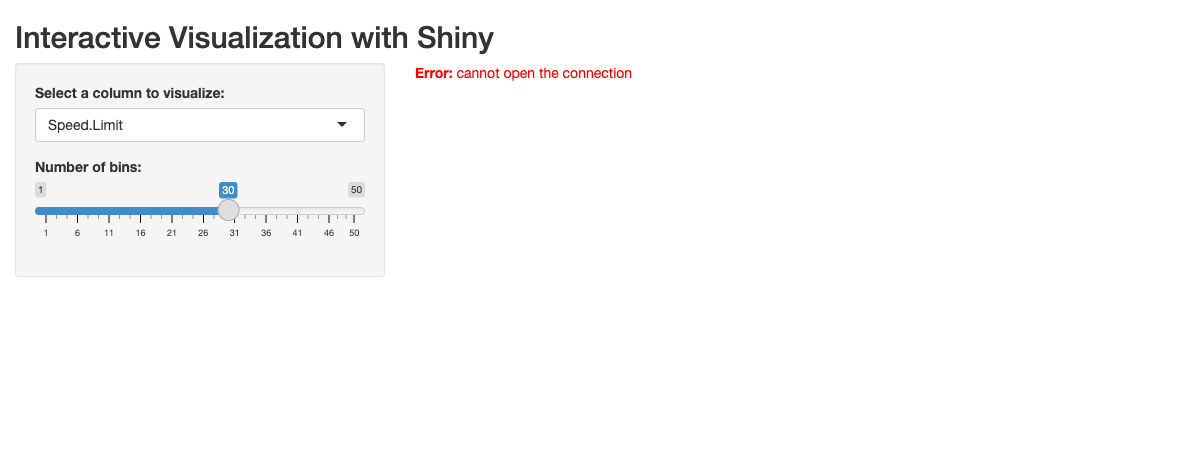 Interactive Visualization with Shiny
Select a column to visualize:
Speed.Limit
Number of bins:
1 30 50
1 6 11 16 21 26 31 36 41 46 50
Error: cannot open the connection